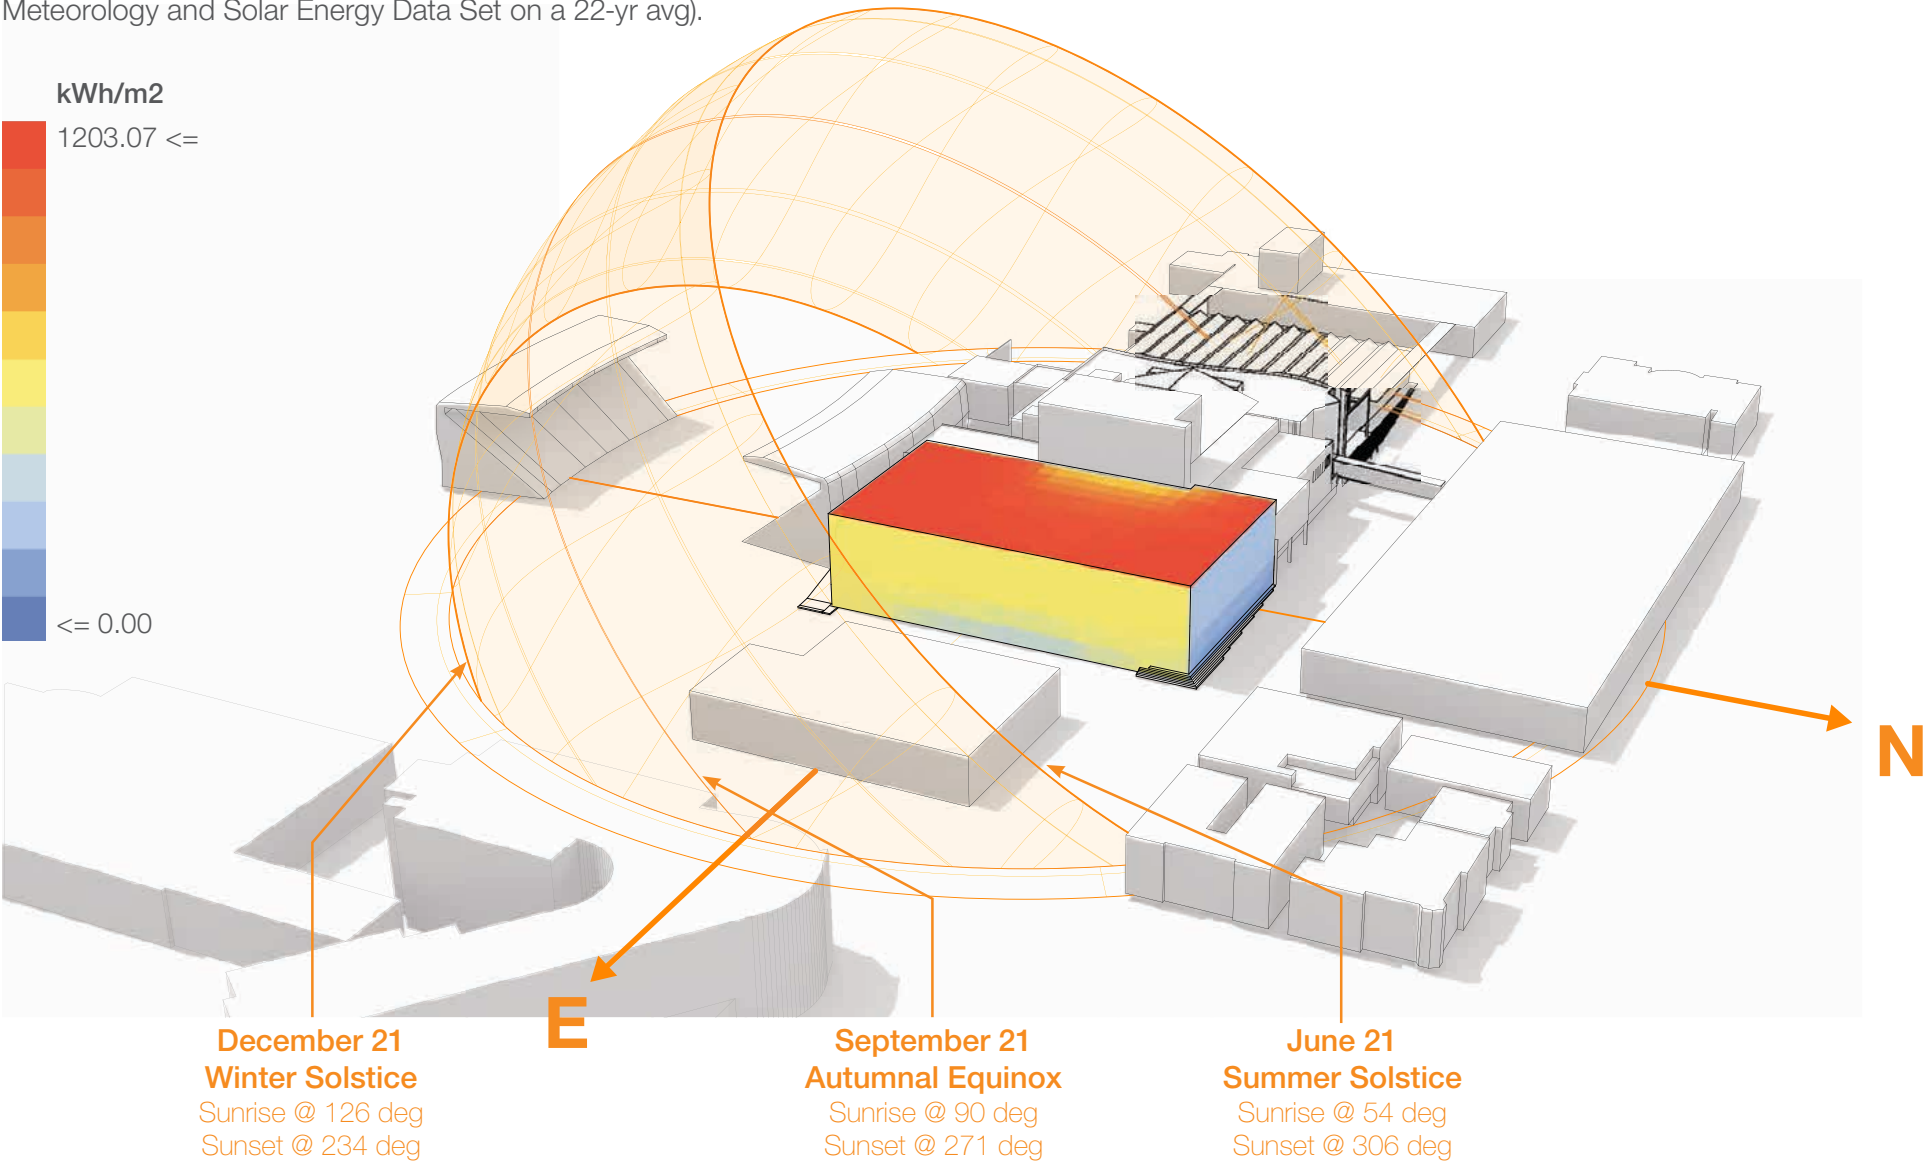 Meteorology and Solar Energy Data Set on a 22-yr avg).
kWh/m2
1203.07 <=
<= 0.00
N
E
December 21
Winter Solstice
Sunrise @ 126 deg
Sunset @ 234 deg
September 21
Autumnal Equinox
Sunrise @ 90 deg
Sunset @ 271 deg
June 21
Summer Solstice
Sunrise @ 54 deg
Sunset @ 306 deg